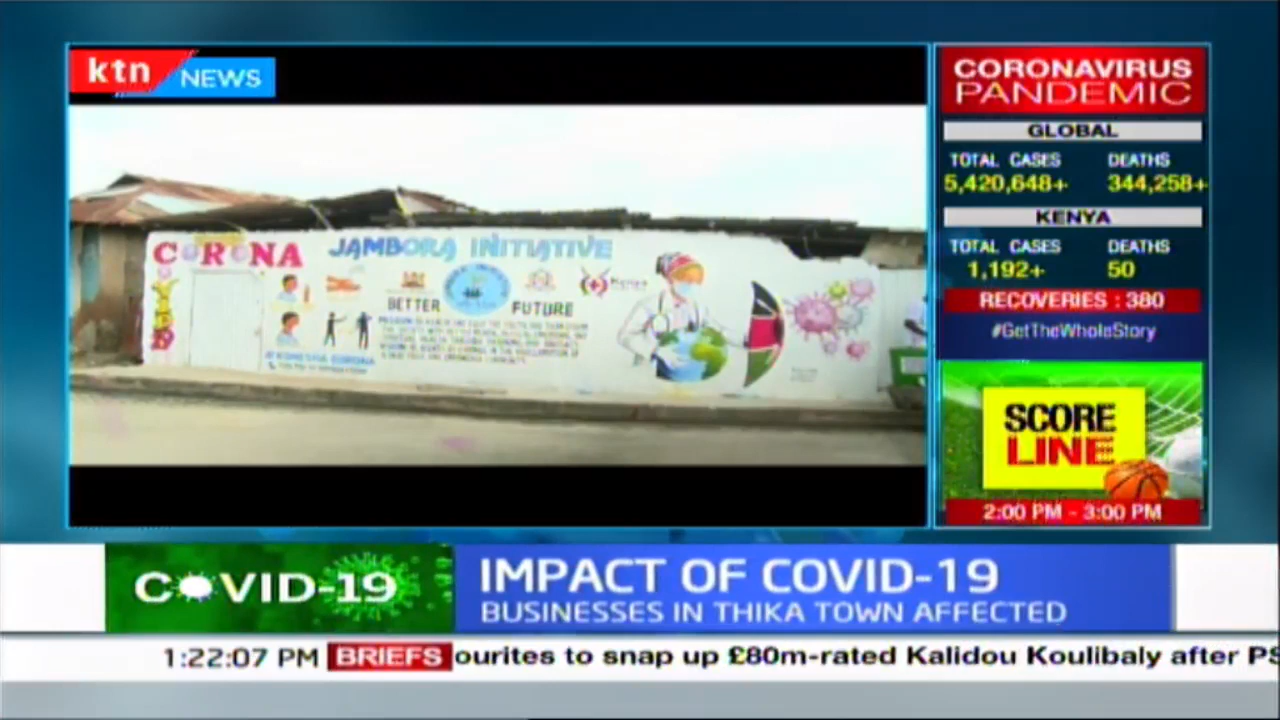 ktn NEWS
CORONA
JAMBORA INITIATIVE
BETTER
FUTURE
COVID
CORONAVIRUS
PANDEMIC
GLOBAL
TOTAL CASES DEATHS
5,420,648+ 344,258+
KENYA
TOTAL CASES DEATHS
1,192+ 50
RECOVERIES : 380
#GetTheWholeStory
SCORE
LINE
2:00 PM - 3:00 PM
COVID-19
IMPACT OF COVID-19
BUSINESSES IN THIKA TOWN AFFECTED
1:22:07 PM BRIEFS ourites to snap up £80m-rated Kalidou Koulibaly after PS